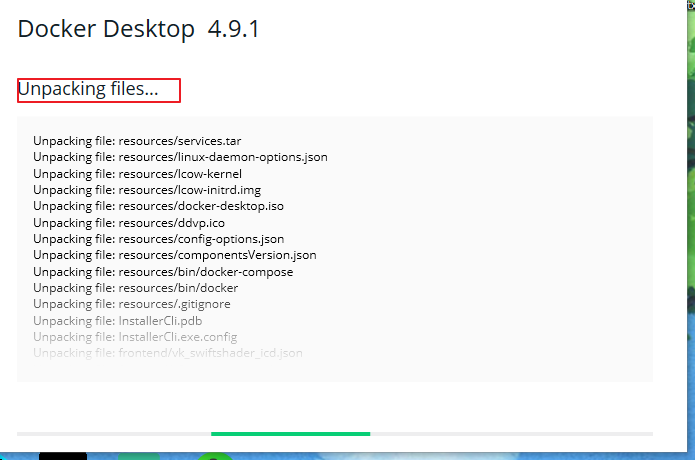 Docker Desktop 4.9.1
Unpacking files...
Unpacking file: resources/services.tar
Unpacking file: resources/linux-daemon-options.json
Unpacking file: resources/lcow-kernel
Unpacking file: resources/lcow-initrd.img
Unpacking file: resources/docker-desktop.iso
Unpacking file: resources/ddvp.ico
Unpacking file: resources/config-options.json
Unpacking file: resources/componentsVersion.json
Unpacking file: resources/bin/docker-compose
Unpacking file: resources/bin/docker
Unpacking file: resources/.gitignore
Unpacking file: InstallerCli.pdb
Unpacking file: InstallerCli.exe.config
Unpacking file: frontend/vk_swiftshader_icd.json